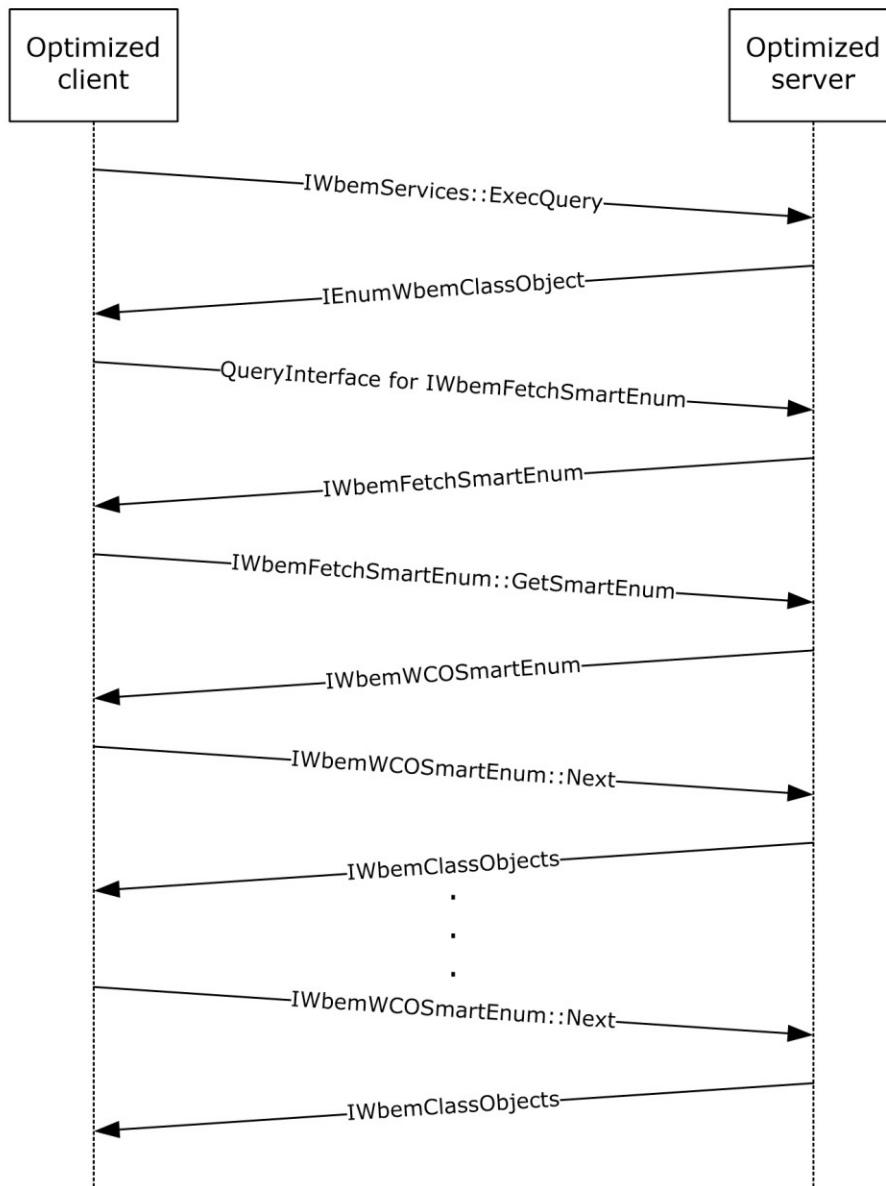 Optimized
client
Optimized
server
IWbemServices::ExecQuery
IEnumWbemClassObject
QueryInterface for IWbemFetchSmartEnum
IWbemFetchSmartEnum
IWbemFetchSmartEnum::GetSmartEnum
IWbemWCOSmartEnum
IWbemWCOSmartEnum::Next
IWbemClassObjects
.
.
.
IWbemWCOSmartEnum::Next
IWbemClassObjects